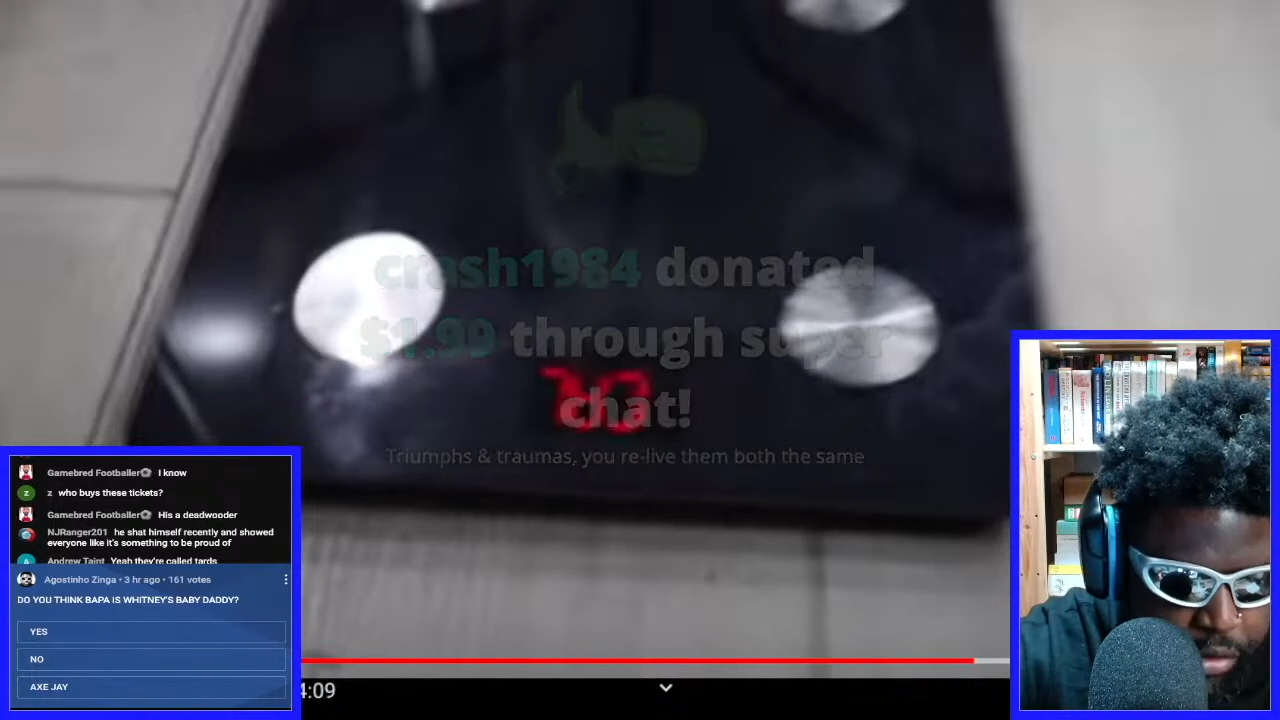 crash1984 donated
$1.99 through super
chat!
Triumphs & traumas, you re-live them both the same
Gamebred Footballer⚽ I know
z who buys these tickets?
Gamebred Footballer⚽ His a deadwooder
NJRanger201 he shat himself recently and showed
everyone like it's something to be proud of
Andrew Taint Yeah they're called tards
Agostinho Zinga • 3 hr ago • 161 votes
DO YOU THINK BAPA IS WHITNEY'S BABY DADDY?
YES
NO
AXE JAY
4:09